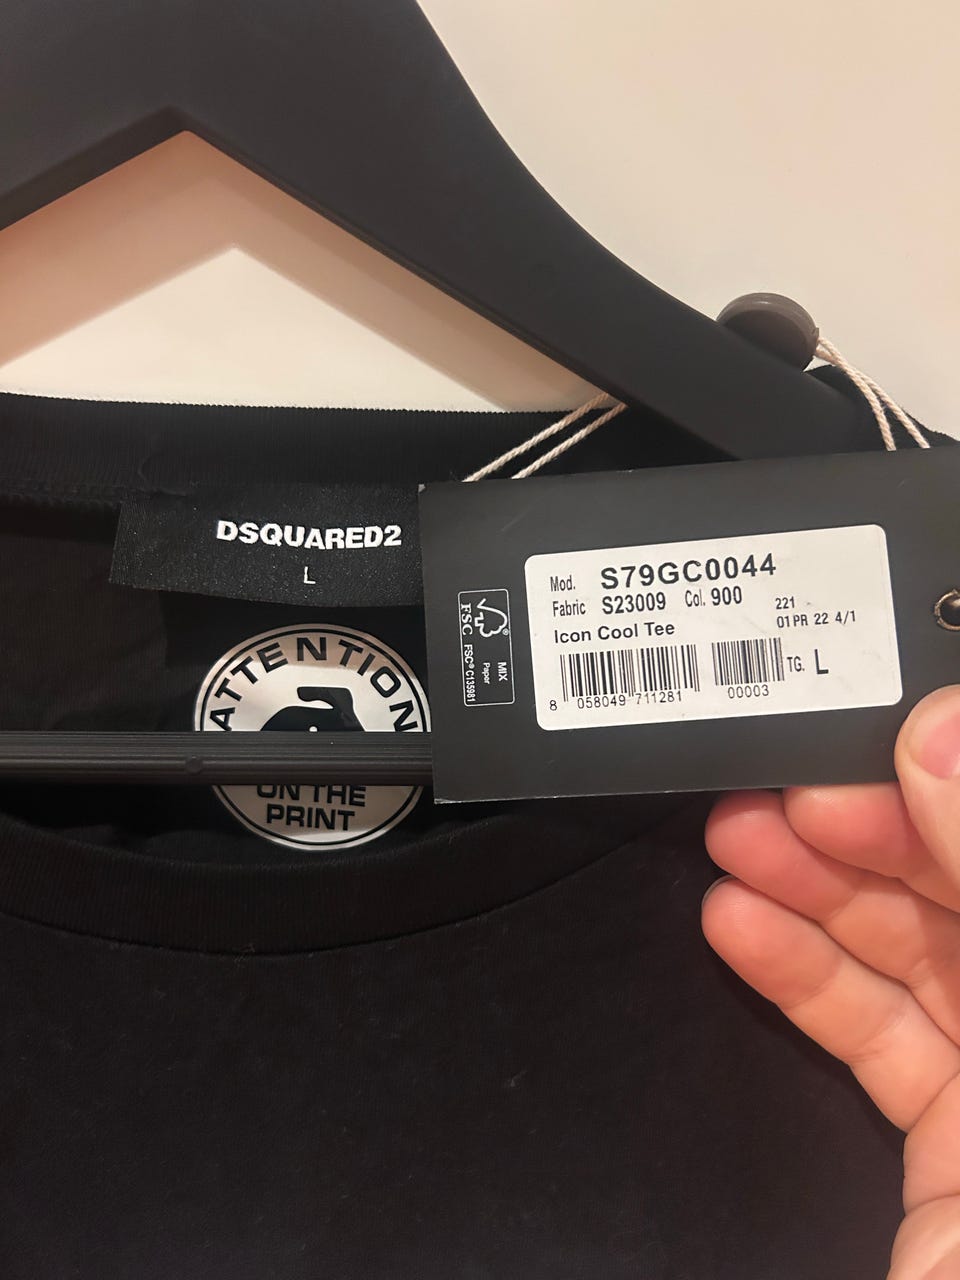 DSQUARED2
L
ATTENTION
ON THE
PRINT
FSC®
FSC® C135981
MIX
Paper
Mod. S79GC0044
Fabric S23009 Col. 900
221
01 PR 22 4/1
Icon Cool Tee
8 058049 711281
00003
TG. L